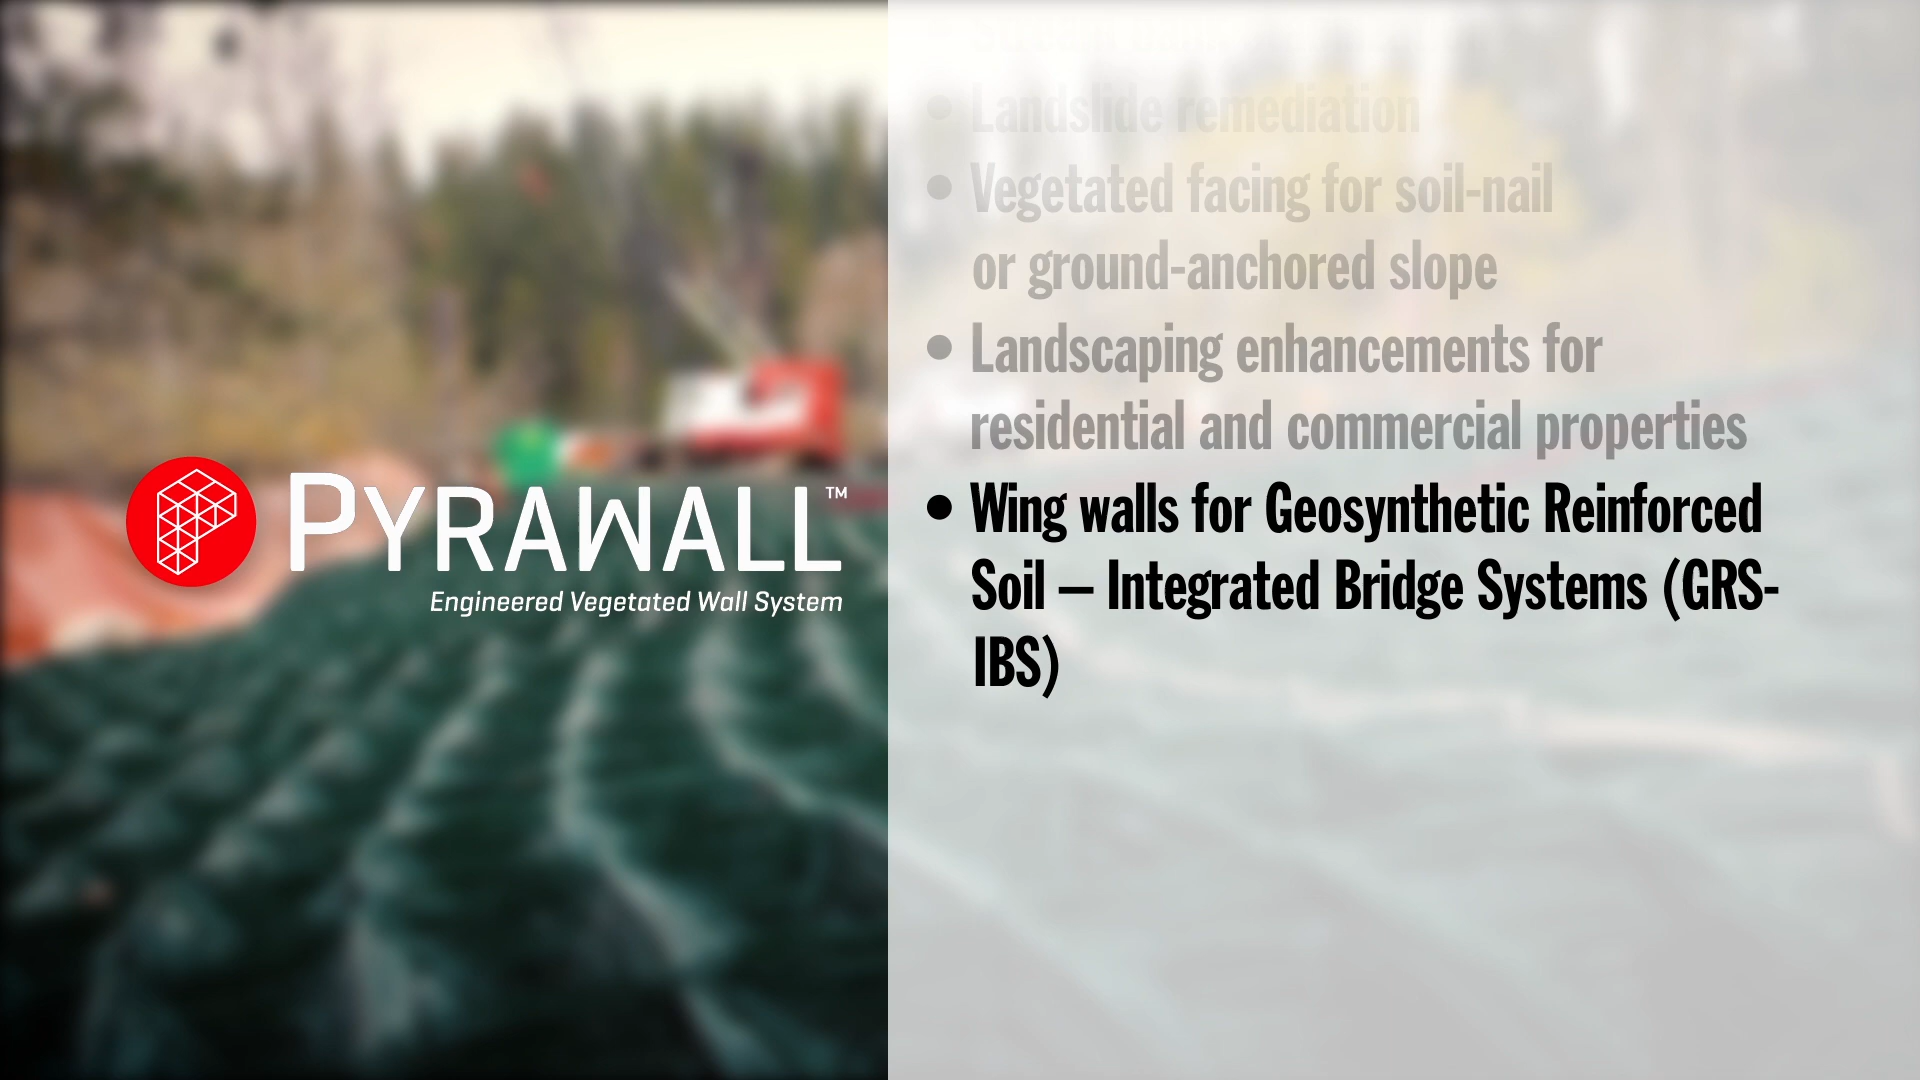 PYRAWALL™
Engineered Vegetated Wall System
• Landslide remediation
• Vegetated facing for soil-nail
or ground-anchored slope
• Landscaping enhancements for
residential and commercial properties
• Wing walls for Geosynthetic Reinforced
Soil – Integrated Bridge Systems (GRS-
IBS)